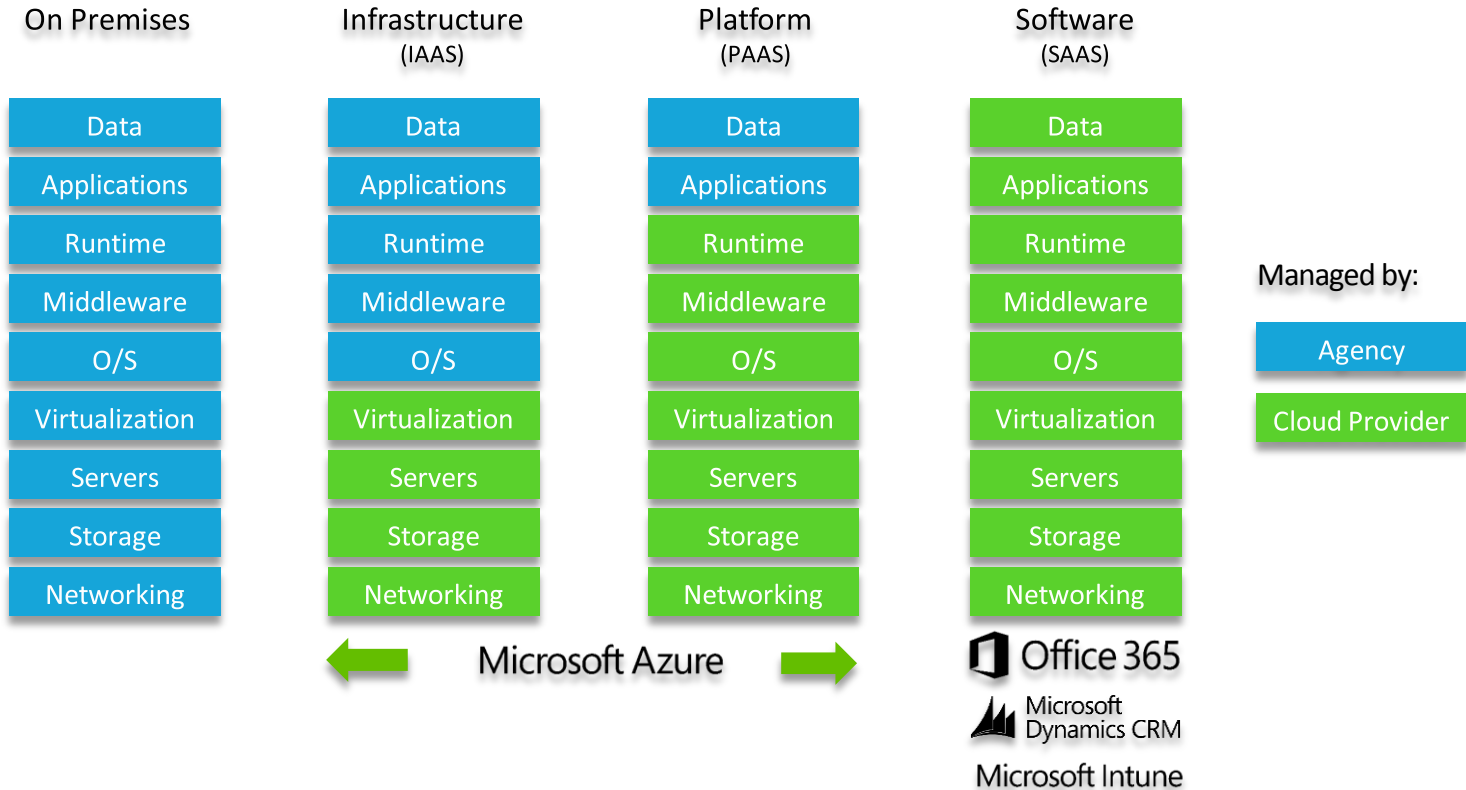 On Premises
Infrastructure
(IAAS)
Platform
(PAAS)
Software
(SAAS)
Data
Applications
Runtime
Middleware
O/S
Virtualization
Servers
Storage
Networking
Data
Applications
Runtime
Middleware
O/S
Virtualization
Servers
Storage
Networking
Data
Applications
Runtime
Middleware
O/S
Virtualization
Servers
Storage
Networking
Data
Applications
Runtime
Middleware
O/S
Virtualization
Servers
Storage
Networking
Managed by:
Agency
Cloud Provider
Microsoft Azure
Office 365
Microsoft
Dynamics CRM
Microsoft Intune